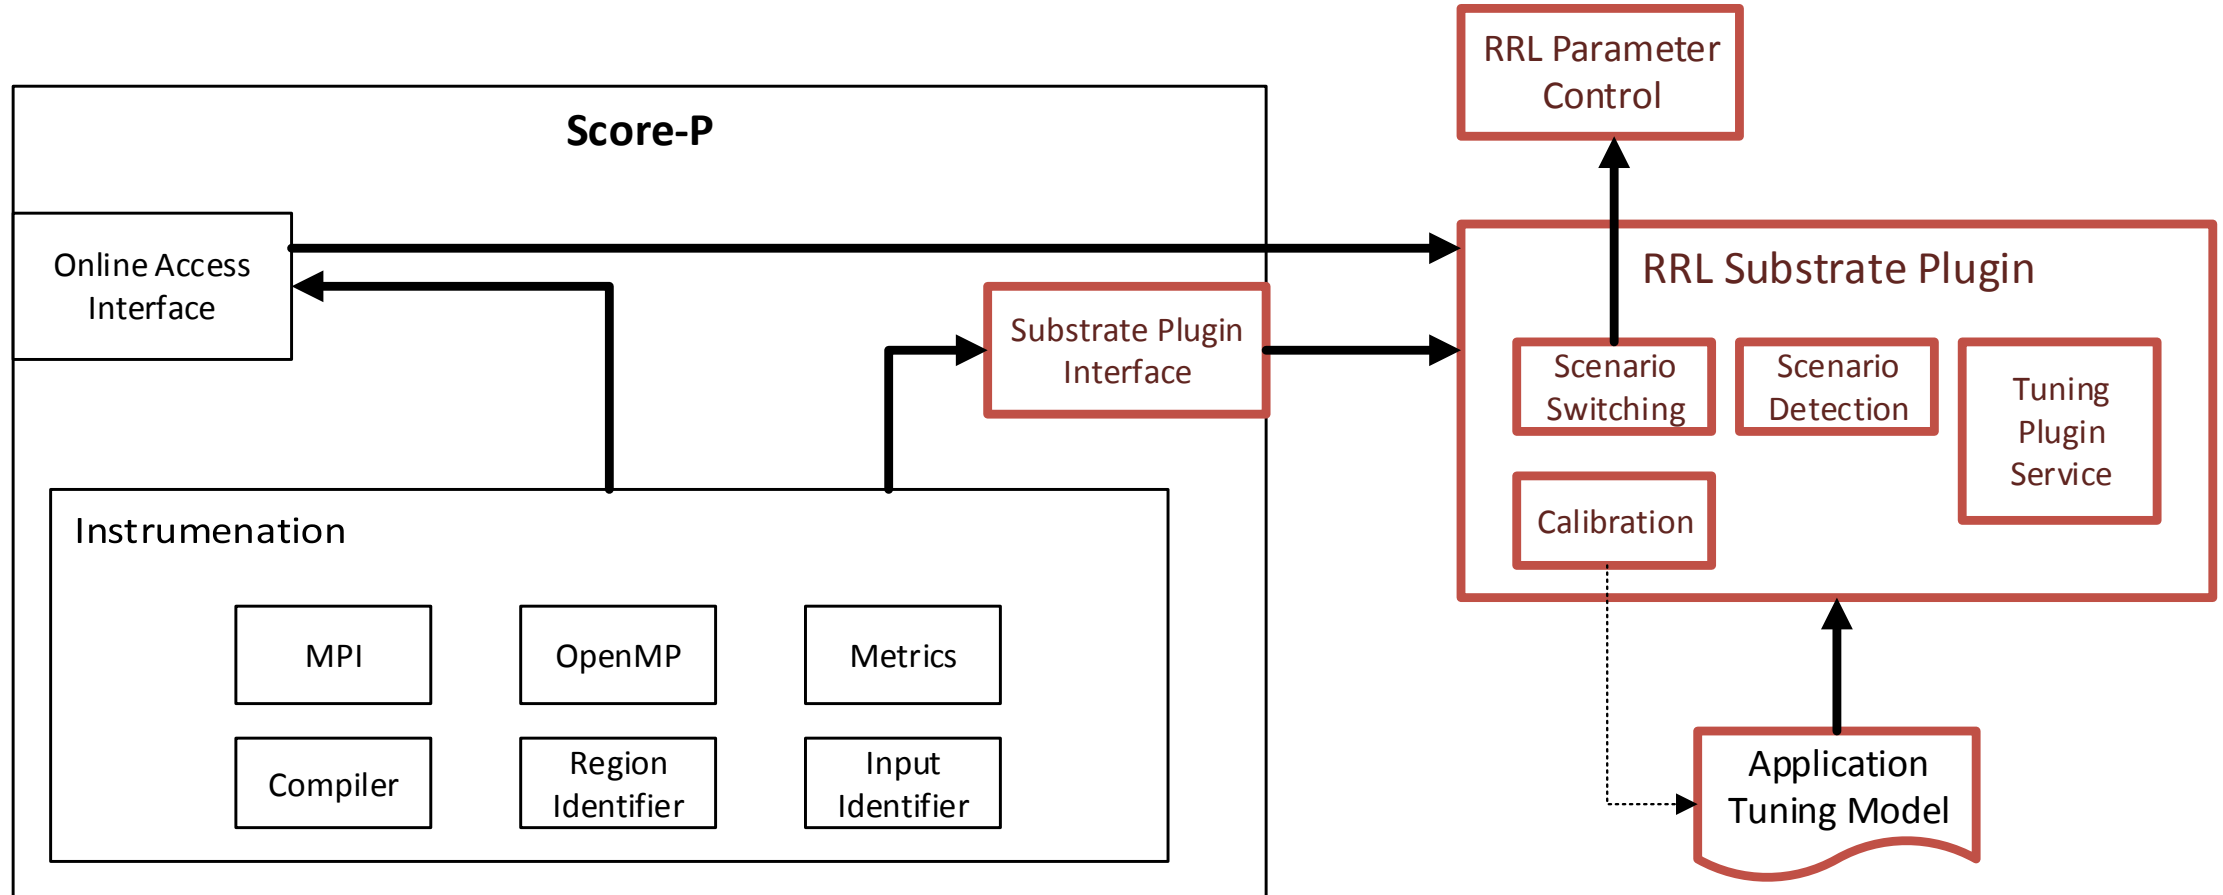 Score-P
Online Access
Interface
Substrate Plugin
Interface
Instrumenation
MPI
OpenMP
Metrics
Compiler
Region
Identifier
Input
Identifier
RRL Parameter
Control
RRL Substrate Plugin
Scenario
Switching
Scenario
Detection
Tuning
Plugin
Service
Calibration
Application
Tuning Model